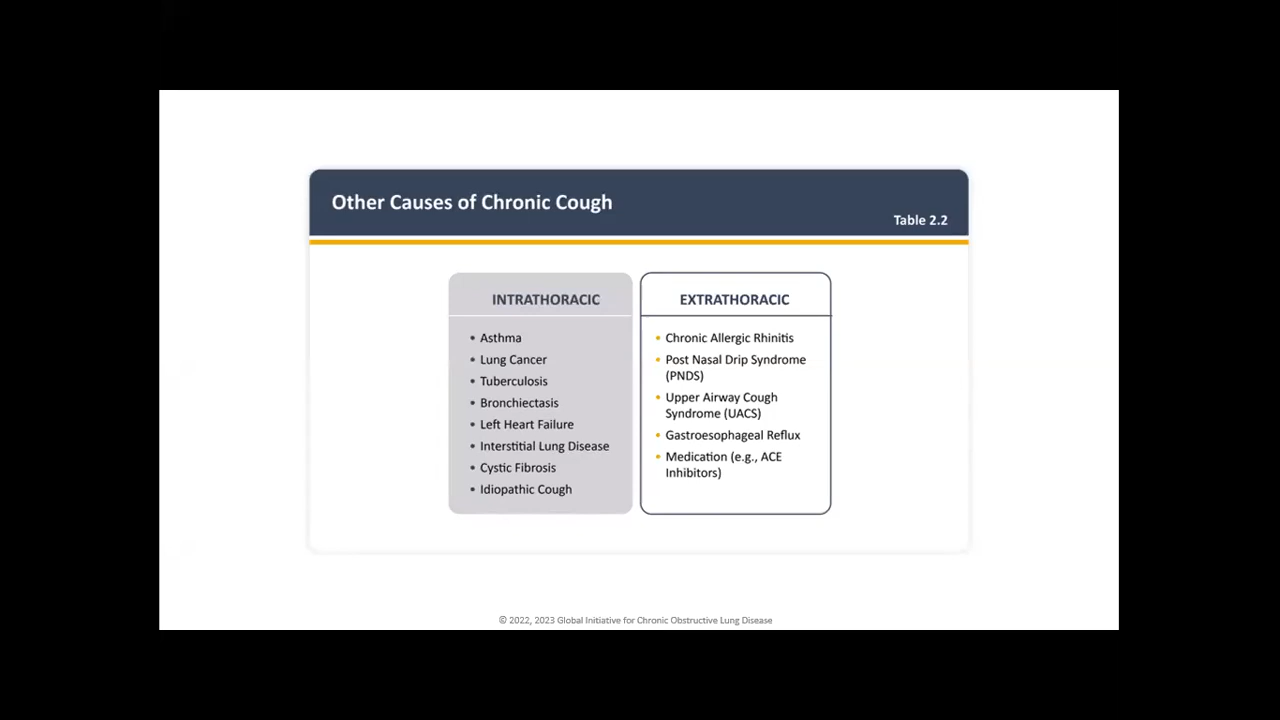 Other Causes of Chronic Cough
Table 2.2
INTRATHORACIC
• Asthma
• Lung Cancer
• Tuberculosis
• Bronchiectasis
• Left Heart Failure
• Interstitial Lung Disease
• Cystic Fibrosis
• Idiopathic Cough
EXTRATHORACIC
• Chronic Allergic Rhinitis
• Post Nasal Drip Syndrome
(PNDS)
• Upper Airway Cough
Syndrome (UACS)
• Gastroesophageal Reflux
• Medication (e.g., ACE
Inhibitors)
© 2022, 2023 Global Initiative for Chronic Obstructive Lung Disease